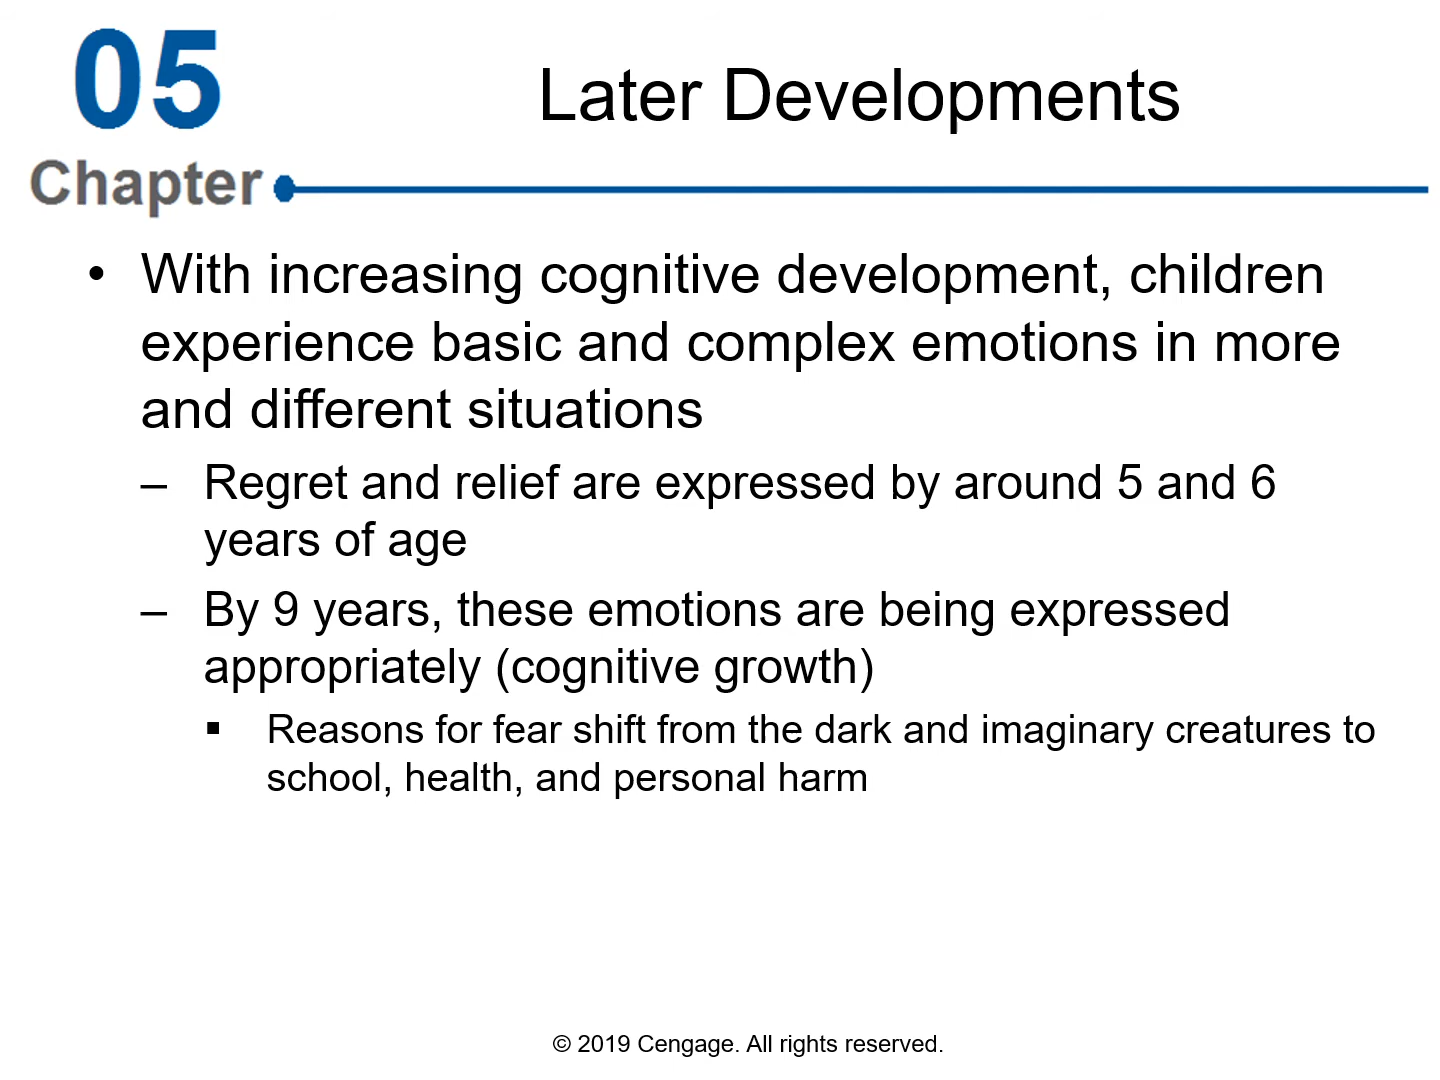 05
Chapter
Later Developments
• With increasing cognitive development, children
experience basic and complex emotions in more
and different situations
– Regret and relief are expressed by around 5 and 6
years of age
– By 9 years, these emotions are being expressed
appropriately (cognitive growth)
▪ Reasons for fear shift from the dark and imaginary creatures to
school, health, and personal harm
© 2019 Cengage. All rights reserved.